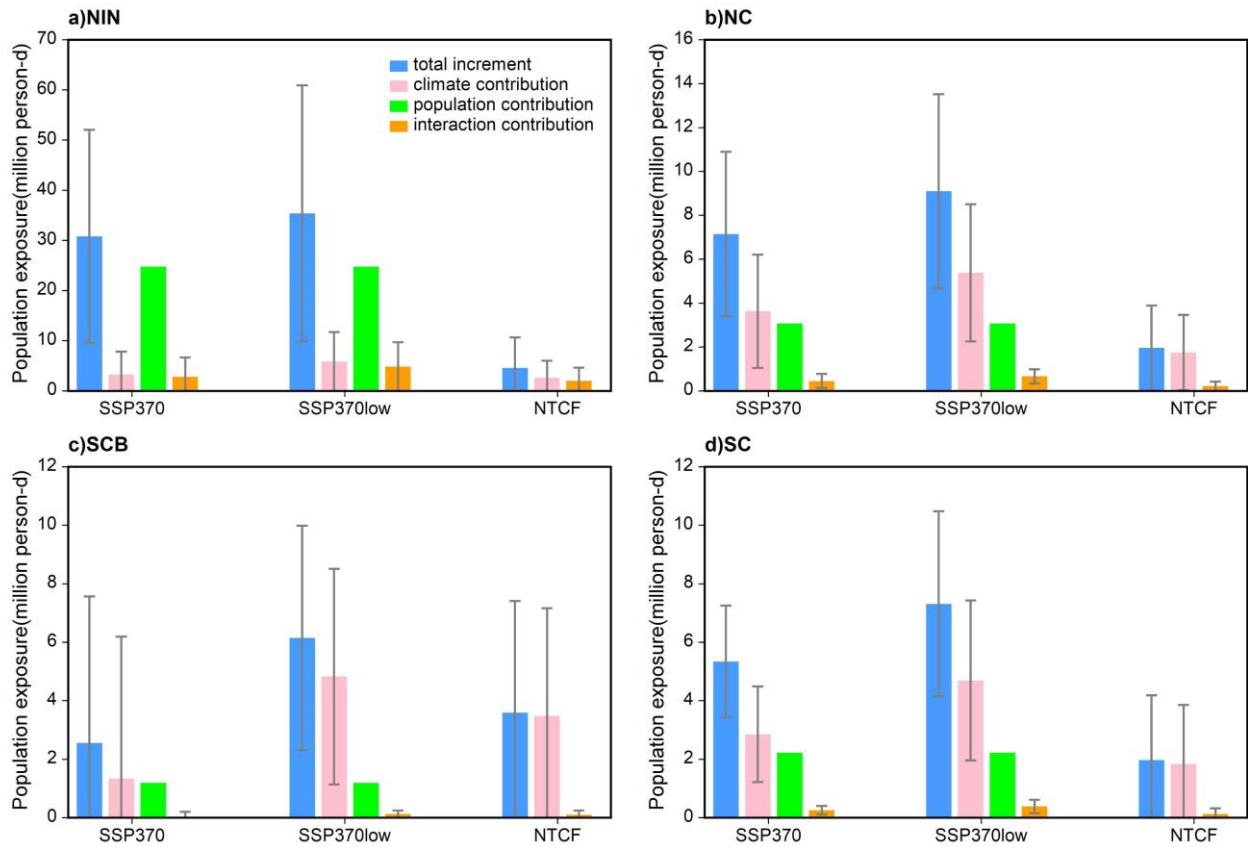 a)NIN
Population exposure(million person-d)
70
60
50
40
30
20
10
0
total increment
climate contribution
population contribution
interaction contribution
SSP370
SSP370low
NTCF
b)NC
Population exposure(million person-d)
16
14
12
10
8
6
4
2
0
SSP370
SSP370low
NTCF
c)SCB
Population exposure(million person-d)
12
10
8
6
4
2
0
SSP370
SSP370low
NTCF
d)SC
Population exposure(million person-d)
12
10
8
6
4
2
0
SSP370
SSP370low
NTCF